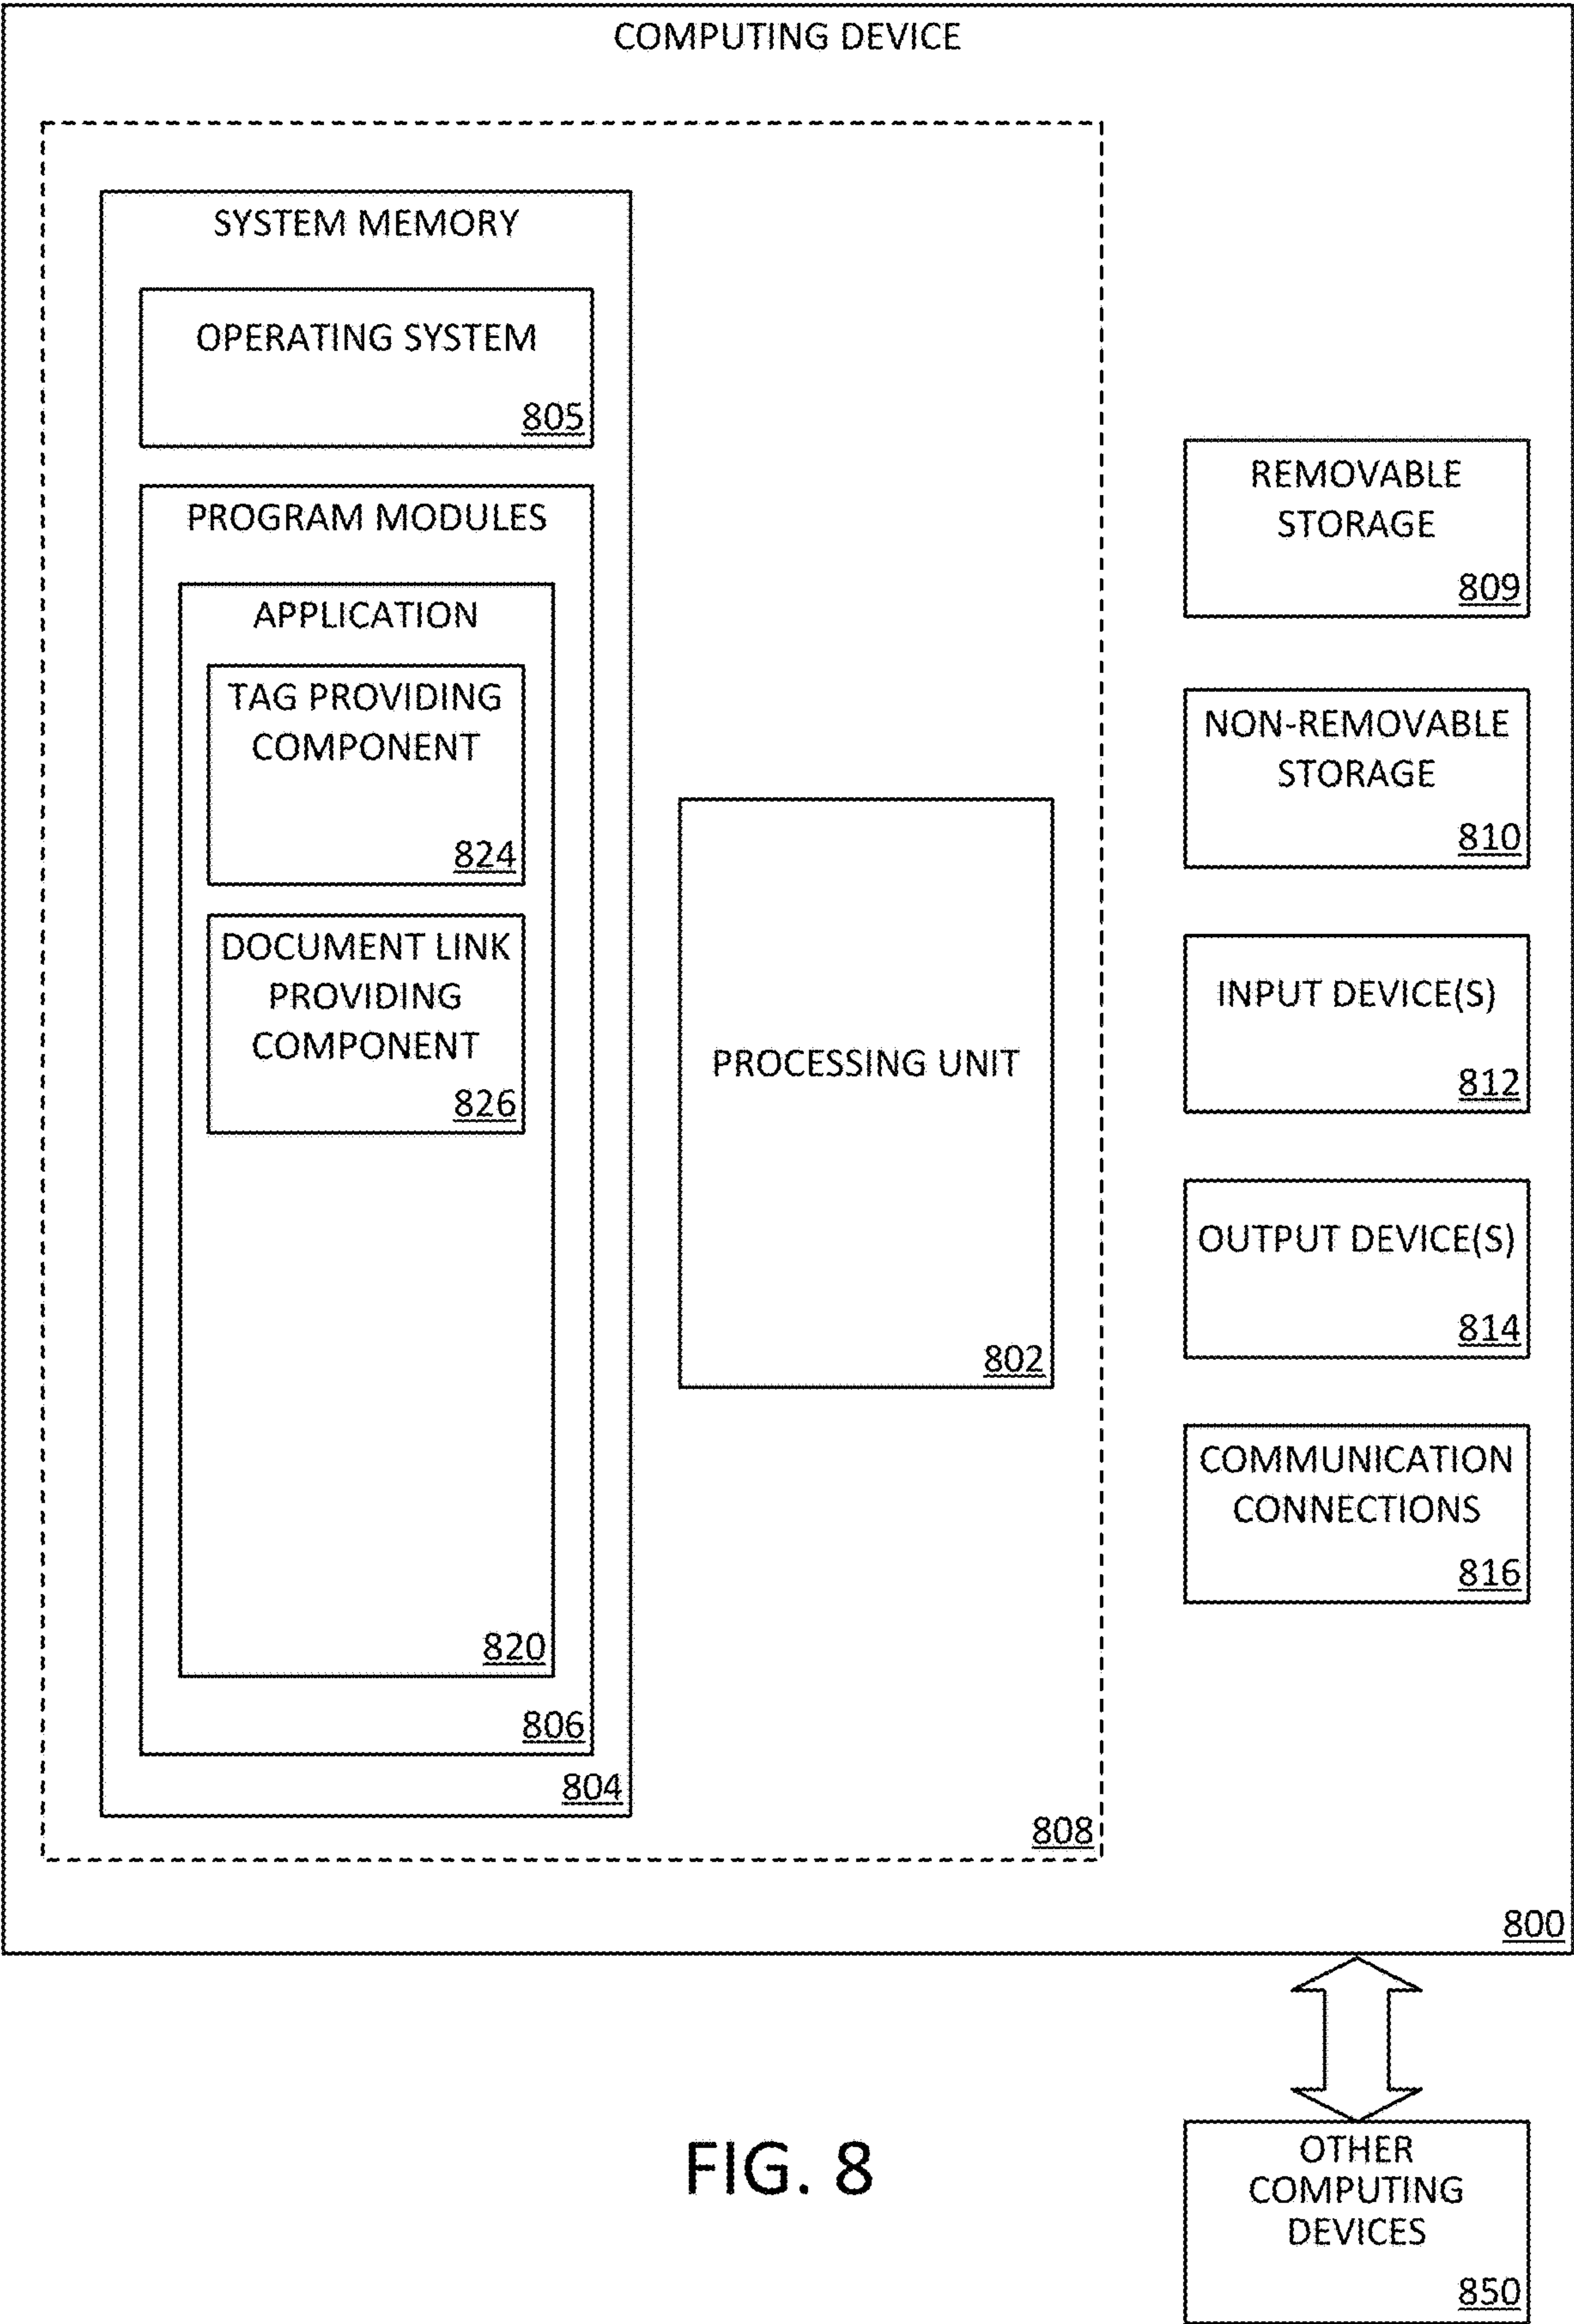 COMPUTING DEVICE
SYSTEM MEMORY
OPERATING SYSTEM
805
PROGRAM MODULES
APPLICATION
TAG PROVIDING
COMPONENT
824
DOCUMENT LINK
PROVIDING
COMPONENT
826
820
806
804
PROCESSING UNIT
802
808
REMOVABLE
STORAGE
809
NON-REMOVABLE
STORAGE
810
INPUT DEVICE(S)
812
OUTPUT DEVICE(S)
814
COMMUNICATION
CONNECTIONS
816
800
OTHER
COMPUTING
DEVICES
850
FIG. 8